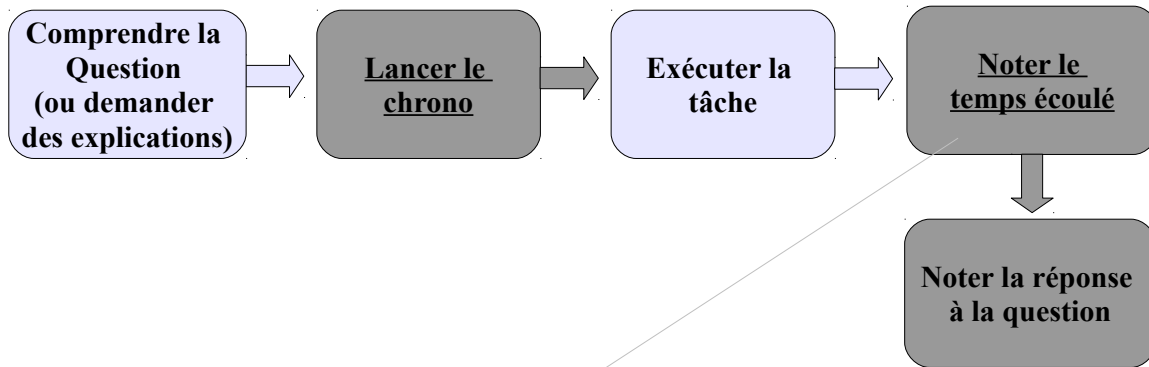 Comprendre la
Question
(ou demander
des explications)
Lancer le
chrono
Exécuter la
tâche
Noter le
temps écoulé
Noter la réponse
à la question